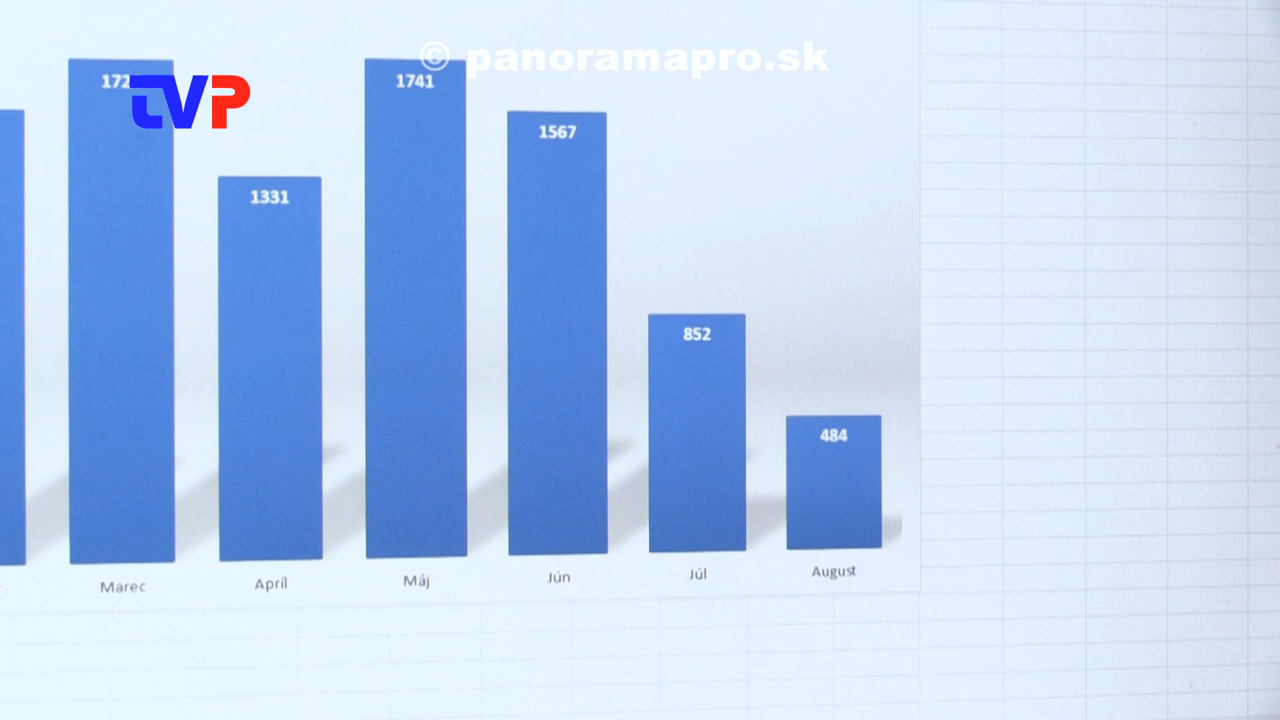 © panoramapro.sk
TVP
1741
1567
1331
852
484
Marec
Apríl
Máj
Jún
Júl
August